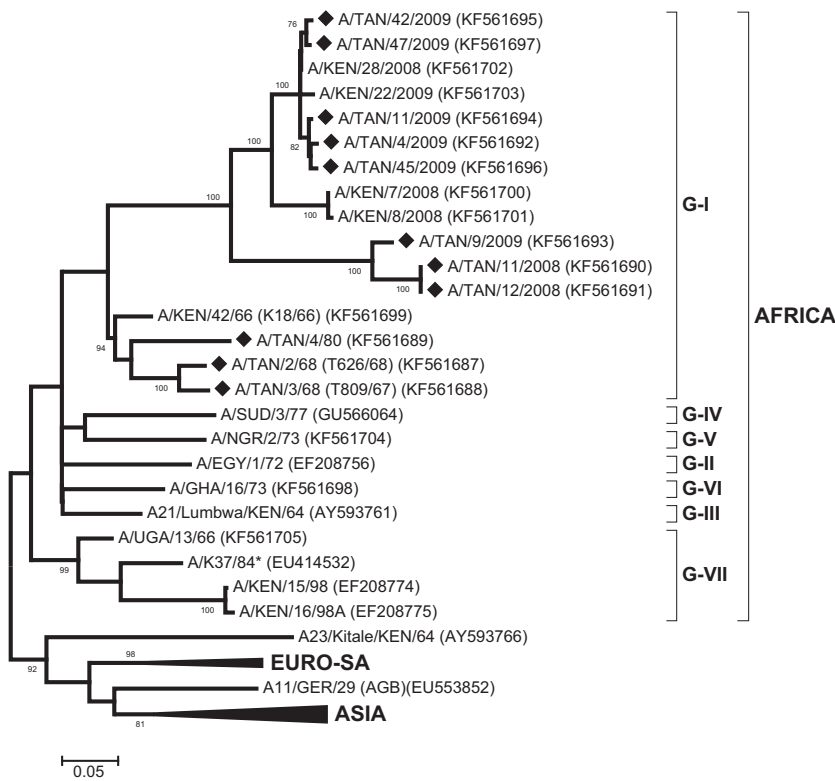 76
◆ A/TAN/42/2009 (KF561695)
◆ A/TAN/47/2009 (KF561697)
A/KEN/28/2008 (KF561702)
100
A/KEN/22/2009 (KF561703)
◆ A/TAN/11/2009 (KF561694)
82
◆ A/TAN/4/2009 (KF561692)
100
◆ A/TAN/45/2009 (KF561696)
A/KEN/7/2008 (KF561700)
100
100
A/KEN/8/2008 (KF561701)
G-I
◆ A/TAN/9/2009 (KF561693)
100
◆ A/TAN/11/2008 (KF561690)
100
◆ A/TAN/12/2008 (KF561691)
A/KEN/42/66 (K18/66) (KF561699)
AFRICA
94
◆ A/TAN/4/80 (KF561689)
◆ A/TAN/2/68 (T626/68) (KF561687)
100
◆ A/TAN/3/68 (T809/67) (KF561688)
A/SUD/3/77 (GU566064)
G-IV
A/NGR/2/73 (KF561704)
G-V
A/EGY/1/72 (EF208756)
G-II
A/GHA/16/73 (KF561698)
G-VI
A21/Lumbwa/KEN/64 (AY593761)
G-III
A/UGA/13/66 (KF561705)
99
A/K37/84* (EU414532)
G-VII
A/KEN/15/98 (EF208774)
100
A/KEN/16/98A (EF208775)
A23/Kitale/KEN/64 (AY593766)
92
98
EURO-SA
A11/GER/29 (AGB)(EU553852)
81
ASIA
0.05